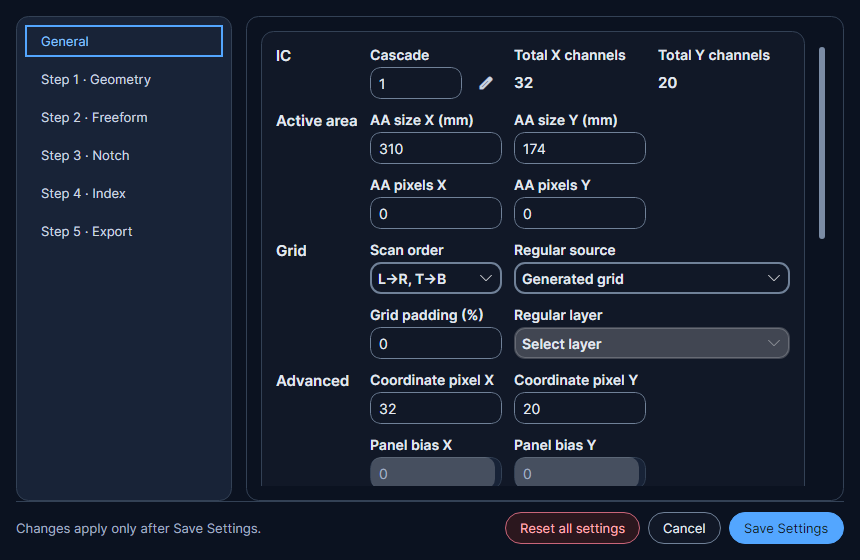 General
Step 1 · Geometry
Step 2 · Freeform
Step 3 · Notch
Step 4 · Index
Step 5 · Export
IC
Cascade
Total X channels
Total Y channels
1
32
20
Active area
AA size X (mm)
AA size Y (mm)
310
174
AA pixels X
AA pixels Y
0
0
Grid
Scan order
Regular source
L→R, T→B
Generated grid
Grid padding (%)
Regular layer
0
Select layer
Advanced
Coordinate pixel X
Coordinate pixel Y
32
20
Panel bias X
Panel bias Y
0
0
Changes apply only after Save Settings.
Reset all settings
Cancel
Save Settings